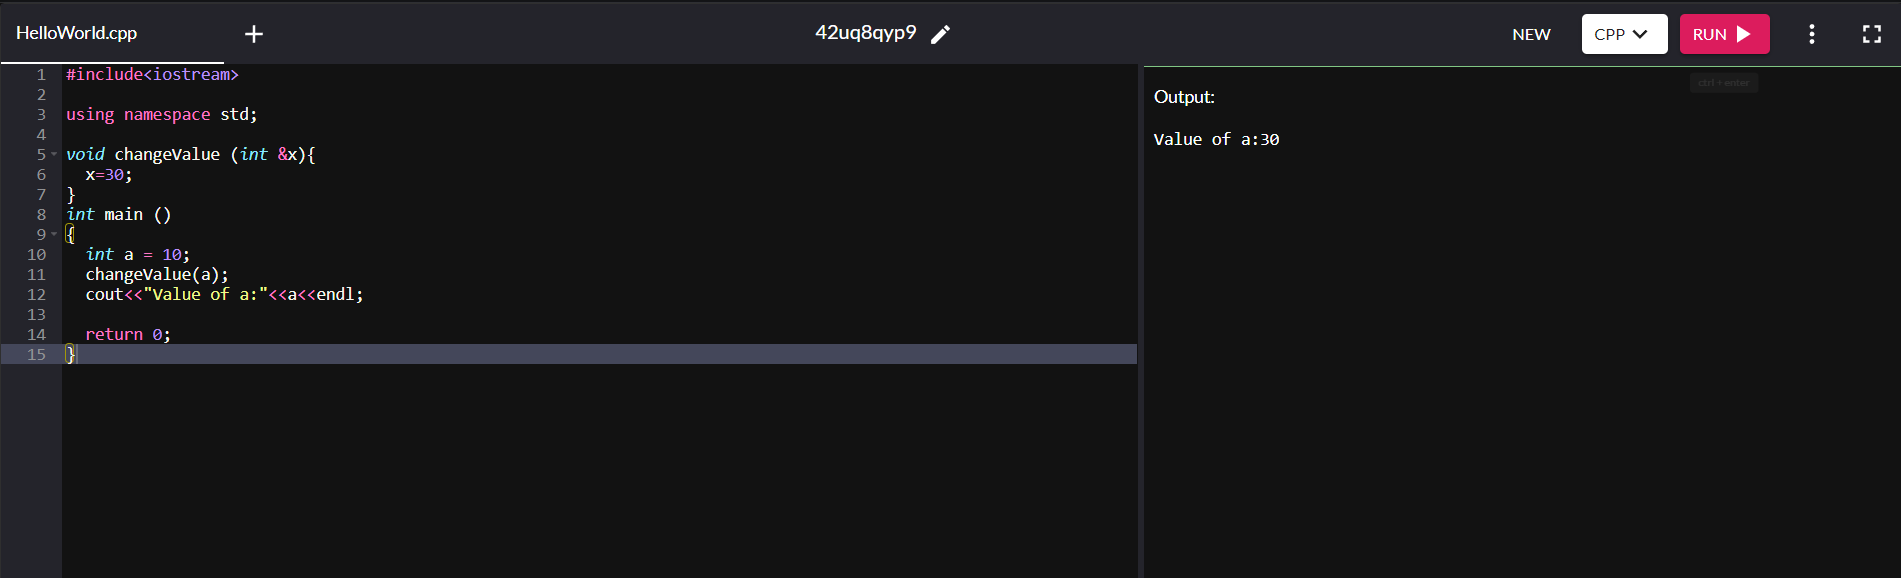 HelloWorld.cpp + 42uq8qyp9 NEW CPP RUN
ctrl+enter
1 #include<iostream>
2
3 using namespace std;
4
5 void changeValue (int &x){
6   x=30;
7 }
8 int main ()
9 {
10   int a = 10;
11   changeValue(a);
12   cout<<"Value of a:"<<a<<endl;
13
14   return 0;
15 }
Output:
Value of a:30